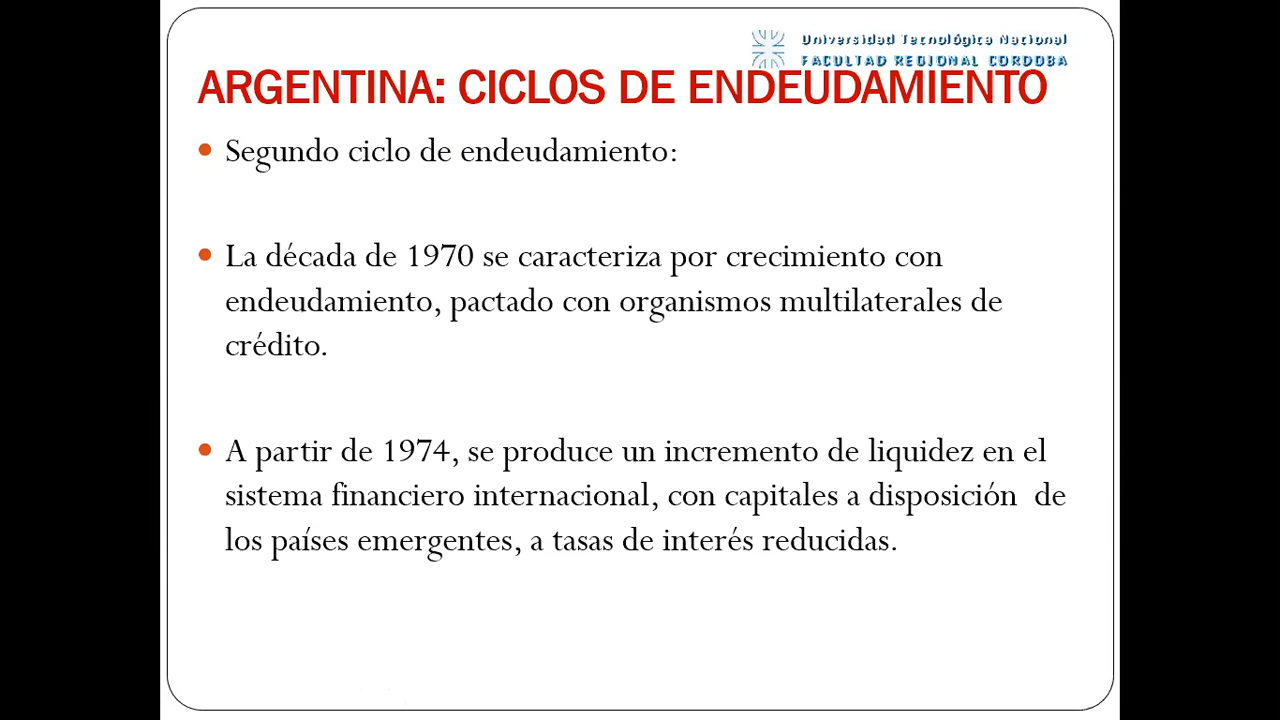 Universidad Tecnológica Nacional
FACULTAD REGIONAL CORDOBA
ARGENTINA: CICLOS DE ENDEUDAMIENTO
Segundo ciclo de endeudamiento:
La década de 1970 se caracteriza por crecimiento con
endeudamiento, pactado con organismos multilaterales de
crédito.
A partir de 1974, se produce un incremento de liquidez en el
sistema financiero internacional, con capitales a disposición de
los países emergentes, a tasas de interés reducidas.